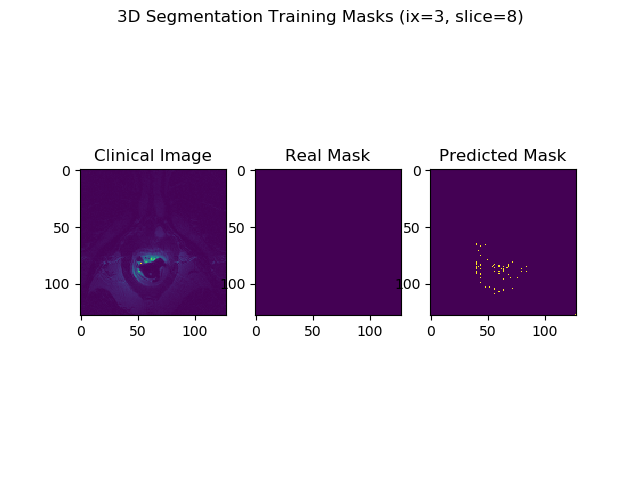 3D Segmentation Training Masks (ix=3, slice=8)
Clinical Image Real Mask Predicted Mask
0 0 0
50 50 50
100 100 100
0 50 100 0 50 100 0 50 100